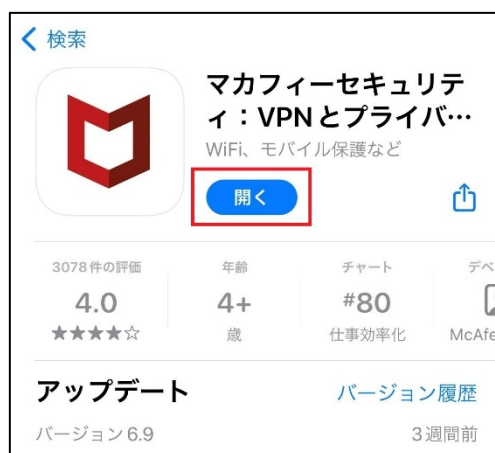 検索
マカフィーセキュリテ
ィ：VPNとプライバ…
WiFi、モバイル保護など
開く
3078件の評価 年齢 チャート デベ
4.0 4+ #80
★★★★☆ 歳 仕事効率化 McAfe
アップデート バージョン履歴
バージョン 6.9 3週間前